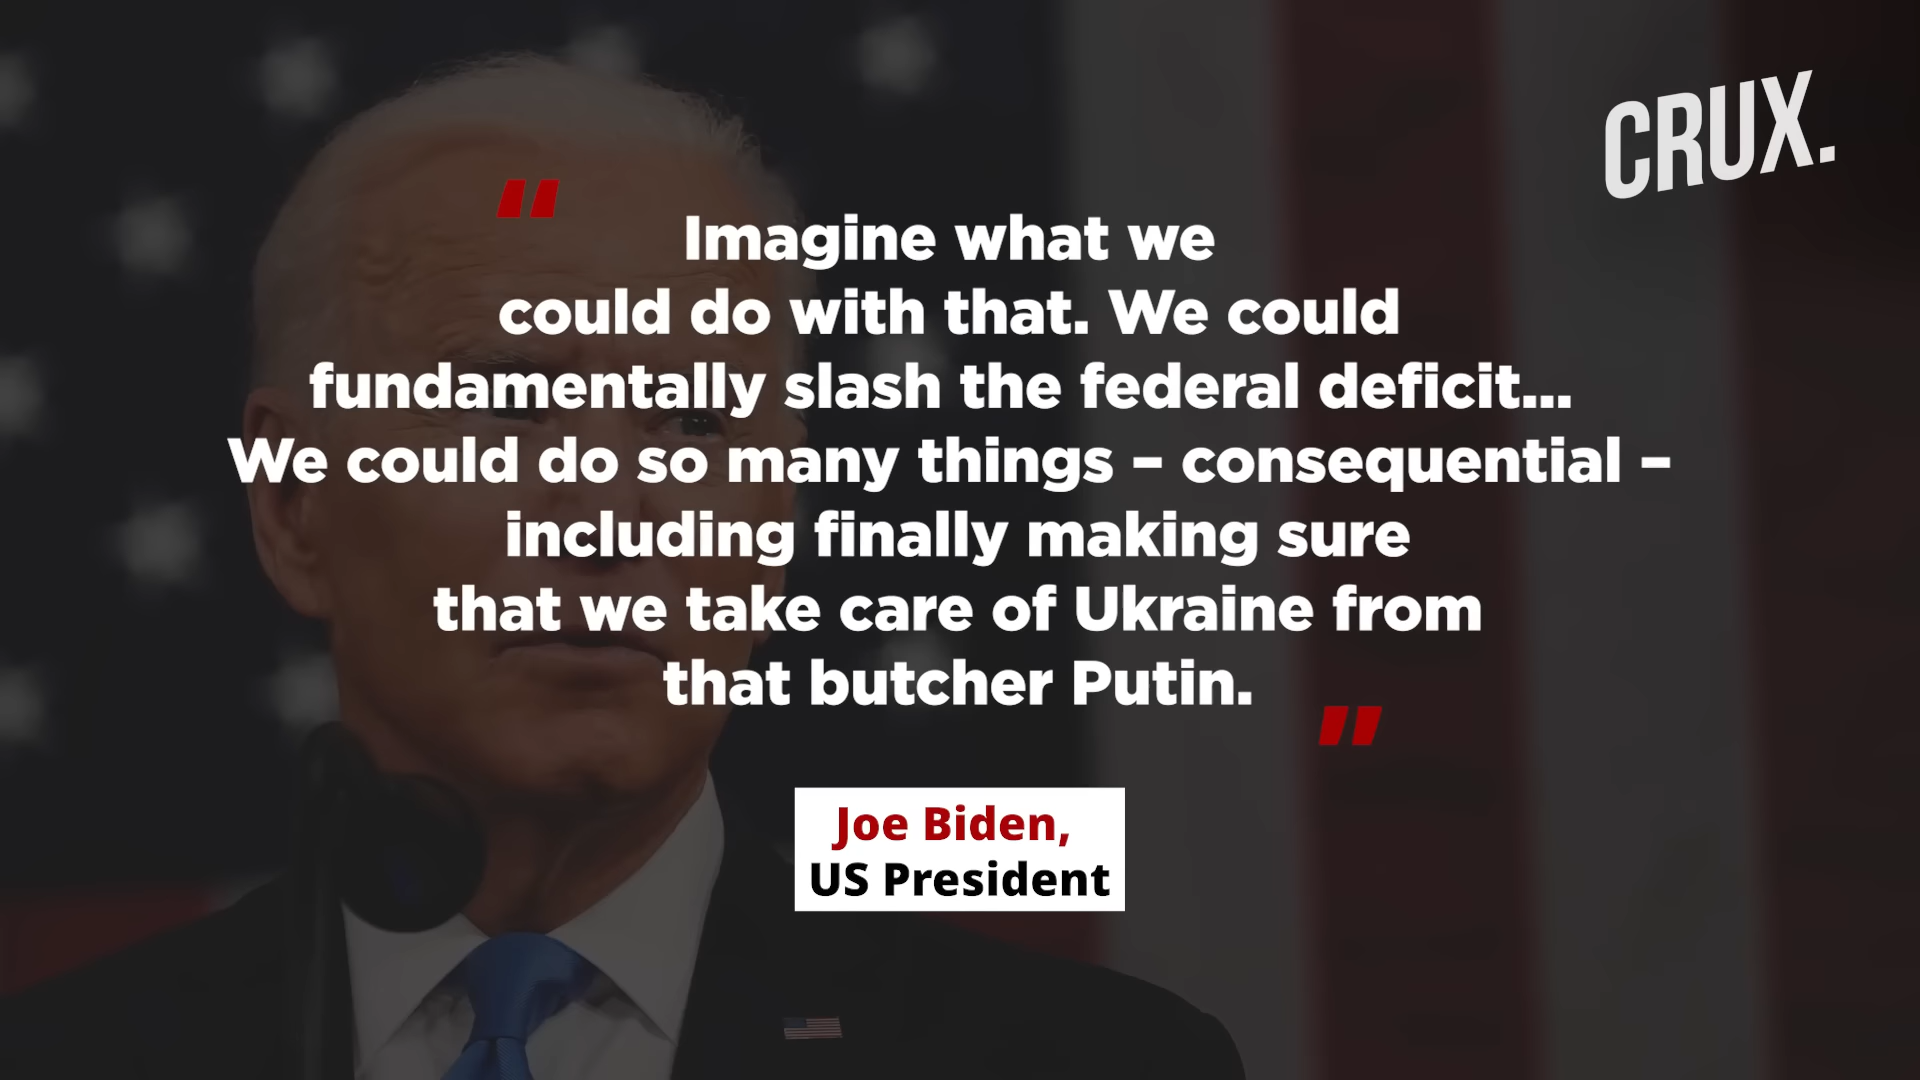 CRUX.
“
Imagine what we
could do with that. We could
fundamentally slash the federal deficit...
We could do so many things – consequential –
including finally making sure
that we take care of Ukraine from
that butcher Putin.
”
Joe Biden,
US President